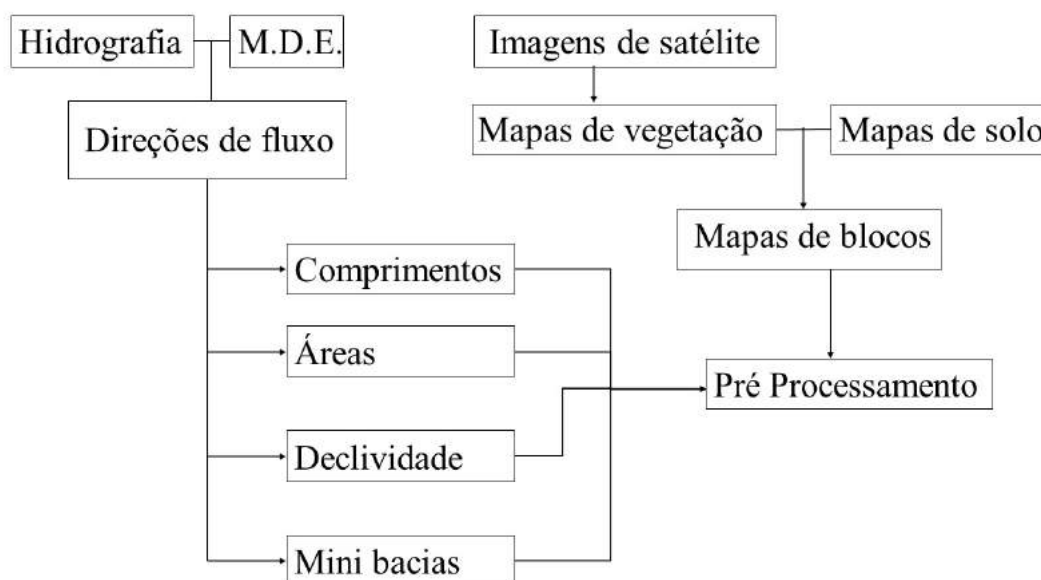 Hidrografia
M.D.E.
Imagens de satélite
Direções de fluxo
Mapas de vegetação
Mapas de solo
Mapas de blocos
Comprimentos
Áreas
Pré Processamento
Declividade
Mini bacias